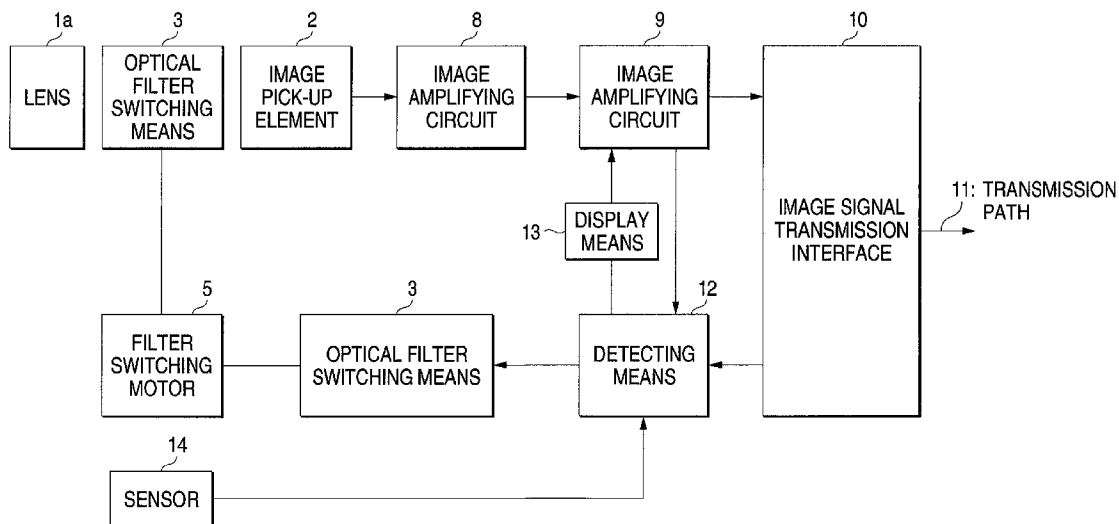 1a
LENS
3
OPTICAL
FILTER
SWITCHING
MEANS
2
IMAGE
PICK-UP
ELEMENT
8
IMAGE
AMPLIFYING
CIRCUIT
9
IMAGE
AMPLIFYING
CIRCUIT
10
IMAGE SIGNAL
TRANSMISSION
INTERFACE
11: TRANSMISSION
PATH
13
DISPLAY
MEANS
5
FILTER
SWITCHING
MOTOR
3
OPTICAL FILTER
SWITCHING MEANS
12
DETECTING
MEANS
14
SENSOR